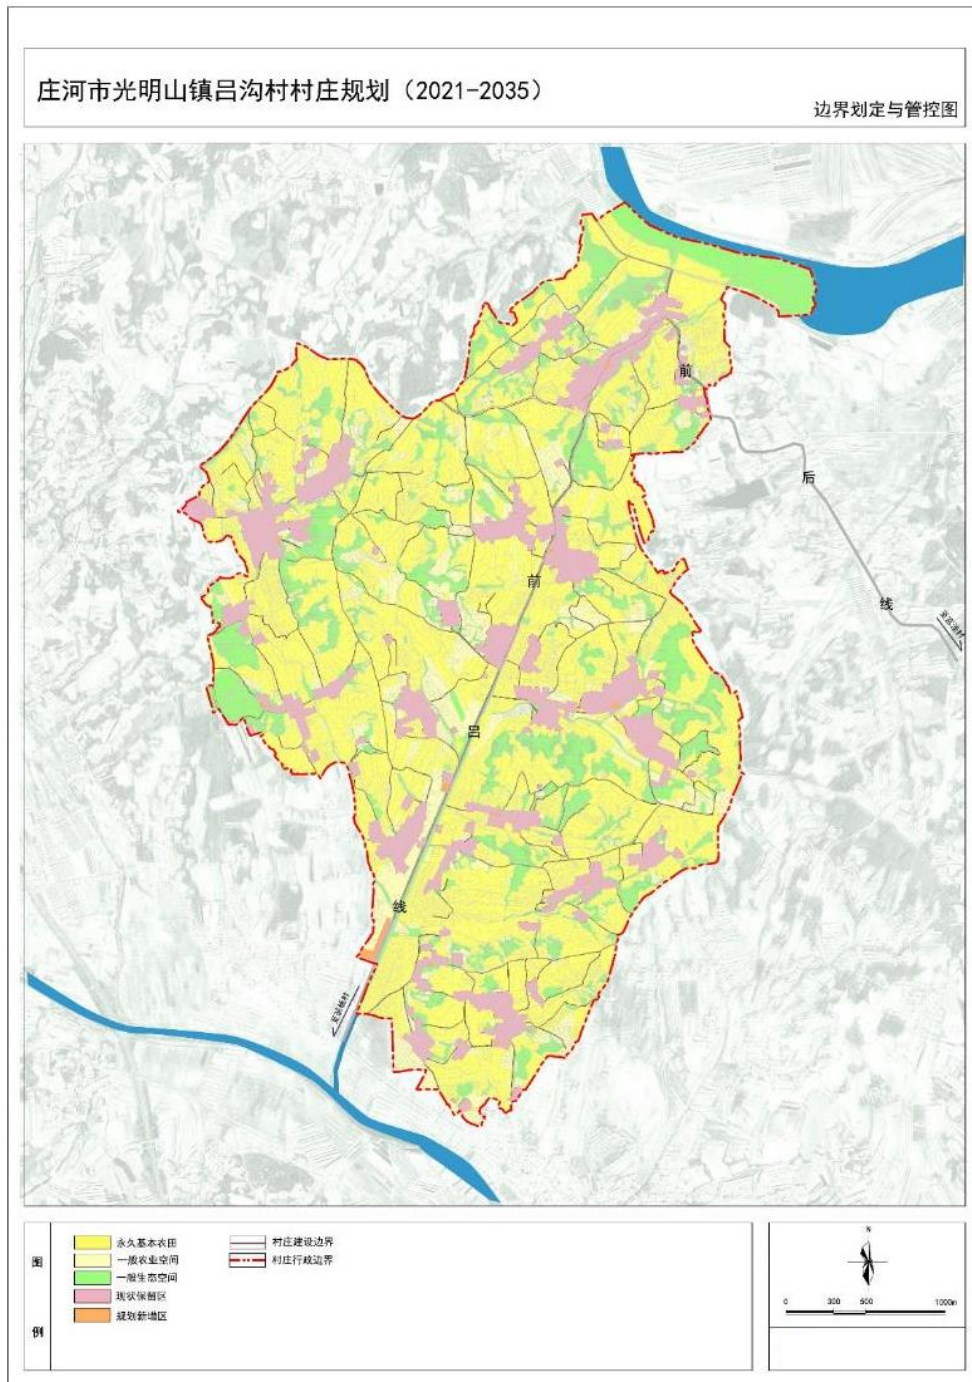 庄河市光明山镇吕沟村村庄规划（2021-2035）
边界划定与管控图
前
后
线
前
吕
线
图例
永久基本农田
一般农业空间
一般生态空间
现状保留区
规划新增区
村庄建设边界
村庄行政边界
N
0 300 500 1000m